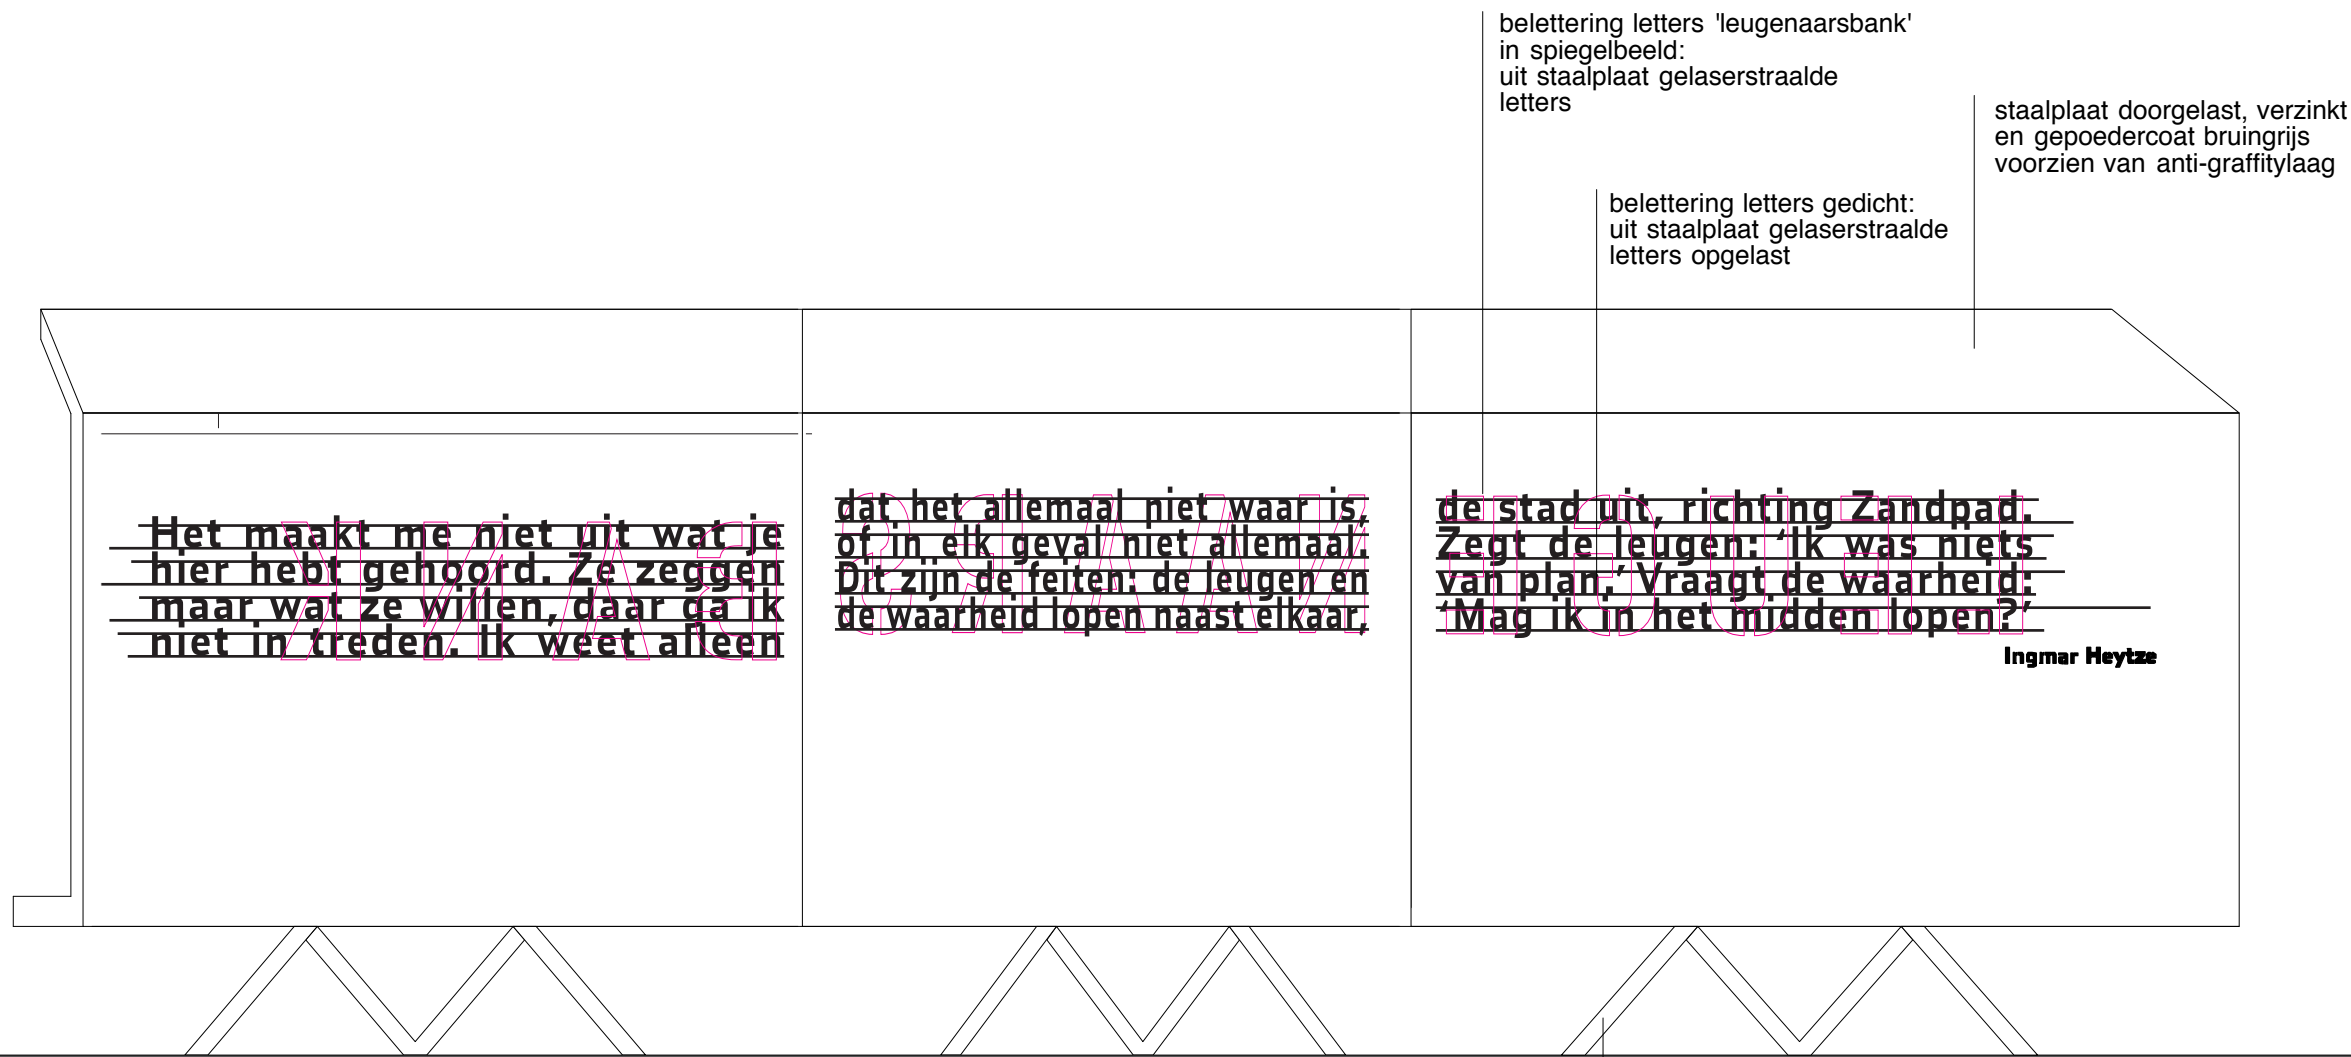 belettering letters 'leugenaarsbank'
in spiegelbeeld:
uit staalplaat gelaserstraalde
letters
staalplaat doorgelast, verzinkt
en gepoedercoat bruingrijs
voorzien van anti-graffitylaag
belettering letters gedicht:
uit staalplaat gelaserstraalde
letters opgelast
Het maakt me niet uit wat je
hier hebt gehoord. Ze zeggen
maar wat ze willen, daar ga ik
niet in treden. Ik weet alleen
dat het allemaal niet waar is,
of in elk geval niet allemaal.
Dit zijn de feiten: de leugen en
de waarheid lopen naast elkaar,
de stad uit, richting Zandpad.
Zegt de leugen: ‘Ik was niets
van plan.’ Vraagt de waarheid:
‘Mag ik in het midden lopen?’
Ingmar Heytze
KNAB
SRAAN
EGUEL